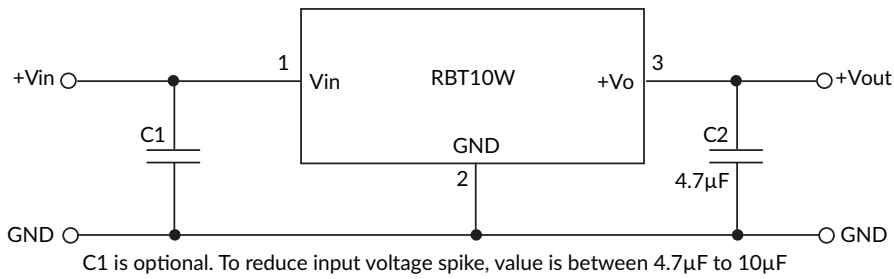 1
3
+Vin
Vin
RBT10W
+Vo
+Vout
C1
GND
C2
2
4.7µF
GND
GND
C1 is optional. To reduce input voltage spike, value is between 4.7µF to 10µF